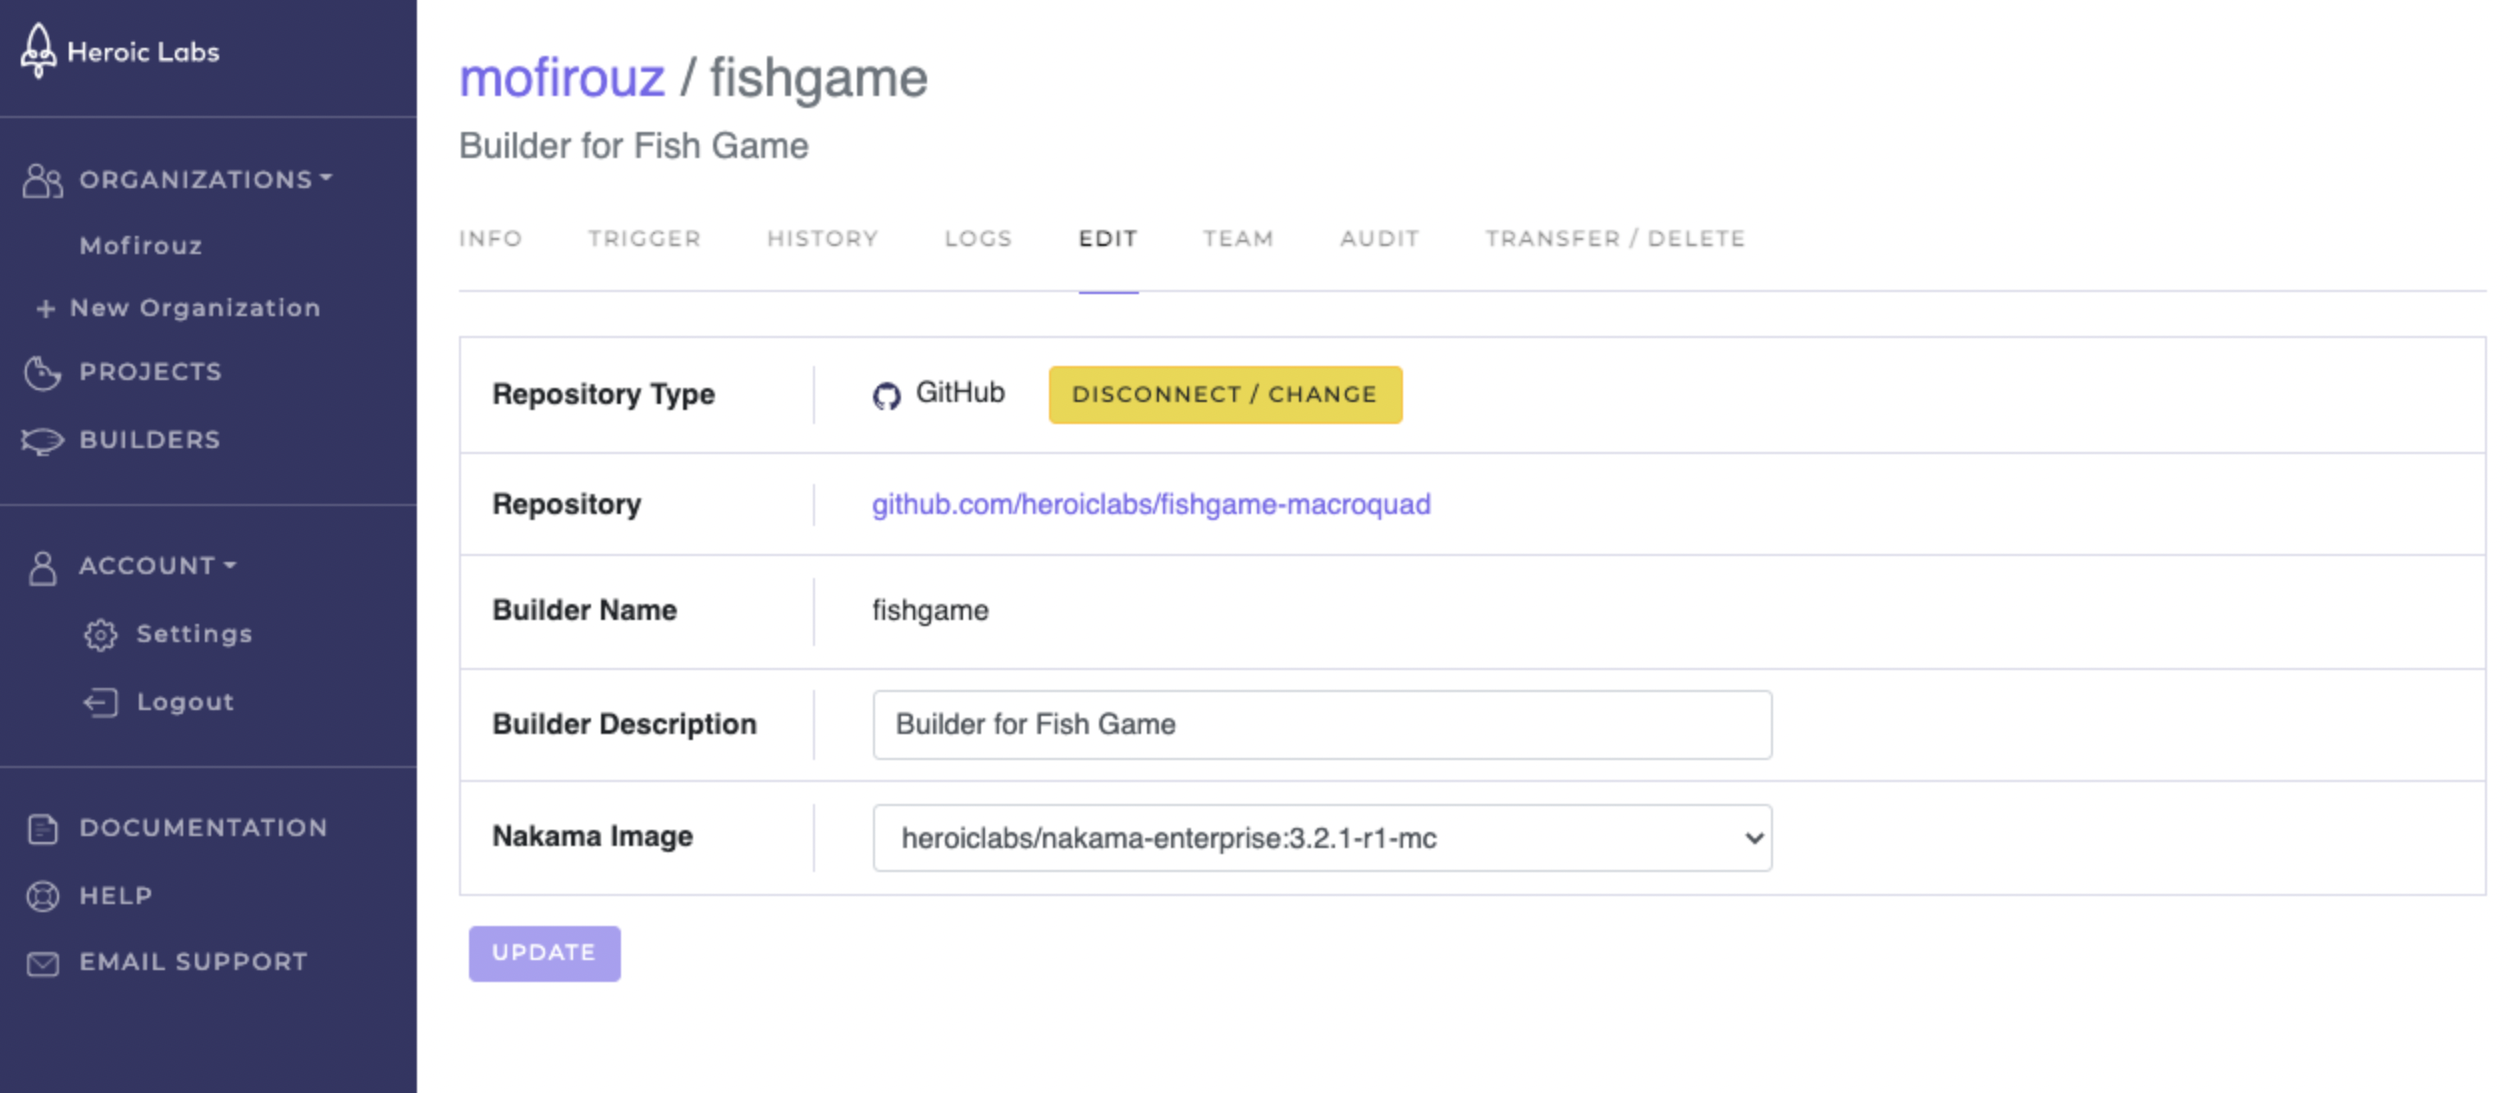 Heroic Labs
ORGANIZATIONS
Mofirouz
+ New Organization
PROJECTS
BUILDERS
ACCOUNT
Settings
Logout
DOCUMENTATION
HELP
EMAIL SUPPORT
mofirouz / fishgame
Builder for Fish Game
INFO TRIGGER HISTORY LOGS EDIT TEAM AUDIT TRANSFER / DELETE
Repository Type GitHub DISCONNECT / CHANGE
Repository github.com/heroiclabs/fishgame-macroquad
Builder Name fishgame
Builder Description Builder for Fish Game
Nakama Image heroiclabs/nakama-enterprise:3.2.1-r1-mc
UPDATE